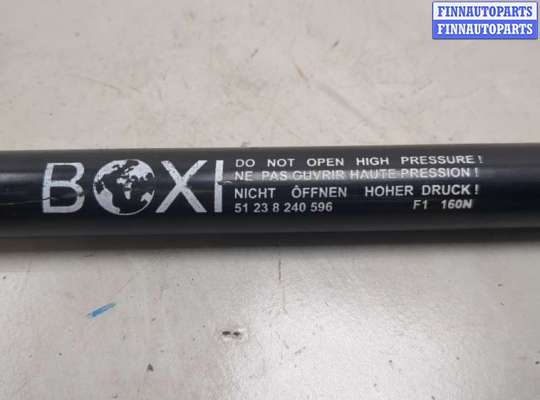 FINNAUTOPARTS
FINNAUTOPARTS
BOXI
DO NOT OPEN HIGH PRESSURE!
NE PAS OUVRIR HAUTE PRESSION!
NICHT ÖFFNEN HOHER DRUCK!
51 23 8 240 596 F1 160N